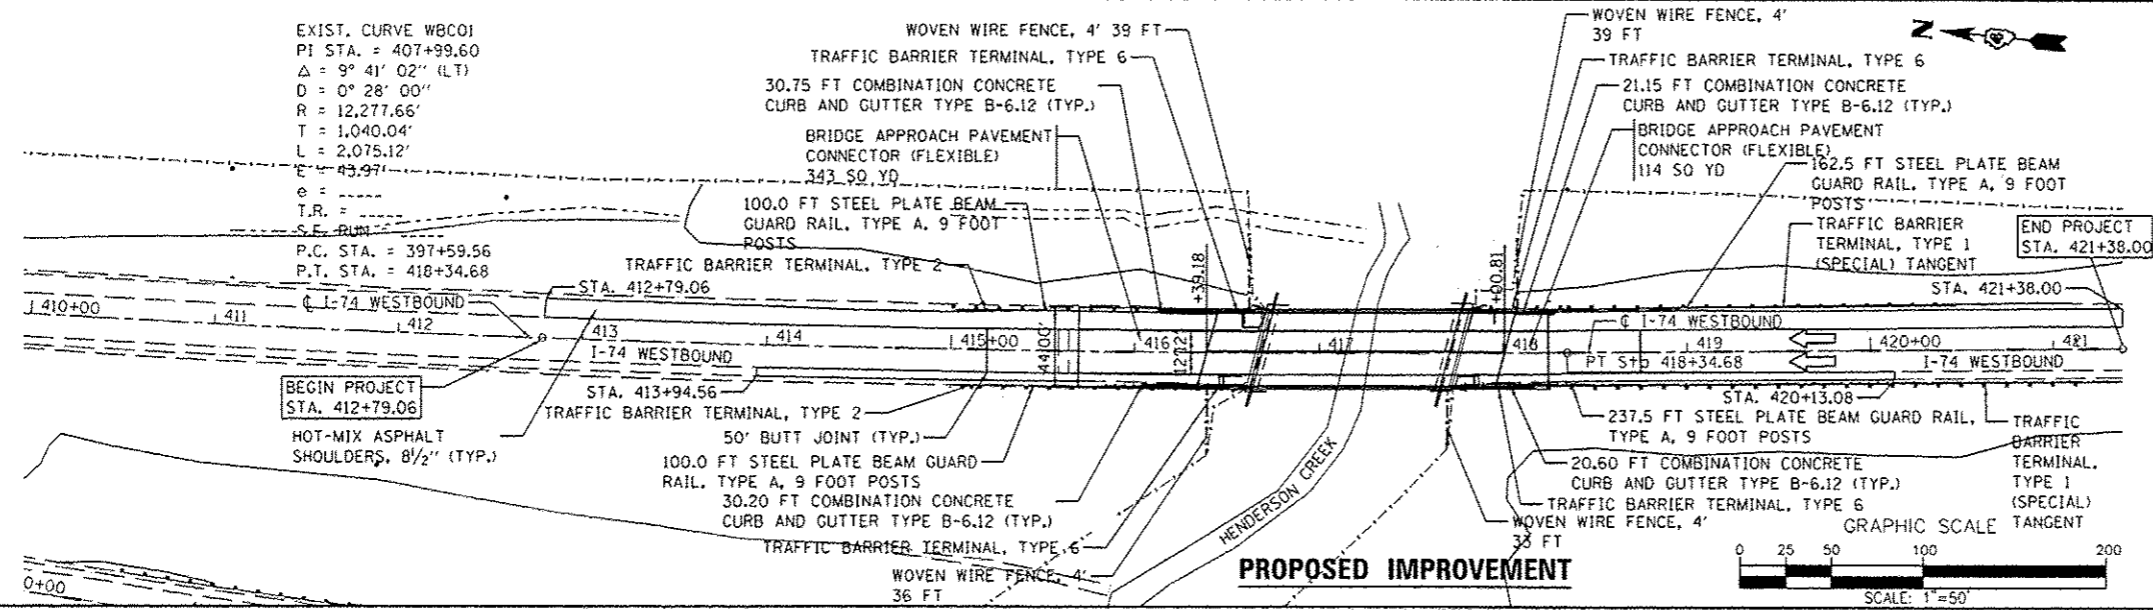 EXIST. CURVE WBC01
PI STA. = 407+99.60
Δ = 9° 41' 02" (LT)
D = 0° 28' 00"
R = 12,277.66'
T = 1,040.04'
L = 2,075.12'
E = 43.97'
e = -----
T.R. = -----
S.E. RUN
P.C. STA. = 397+59.56
P.T. STA. = 418+34.68
WOVEN WIRE FENCE, 4' 39 FT
TRAFFIC BARRIER TERMINAL, TYPE 6
30.75 FT COMBINATION CONCRETE
CURB AND GUTTER TYPE B-6.12 (TYP.)
BRIDGE APPROACH PAVEMENT
CONNECTOR (FLEXIBLE)
343 SQ YD
100.0 FT STEEL PLATE BEAM
GUARD RAIL, TYPE A, 9 FOOT
POSTS
TRAFFIC BARRIER TERMINAL, TYPE 2
WOVEN WIRE FENCE, 4'
39 FT
TRAFFIC BARRIER TERMINAL, TYPE 6
21.15 FT COMBINATION CONCRETE
CURB AND GUTTER TYPE B-6.12 (TYP.)
BRIDGE APPROACH PAVEMENT
CONNECTOR (FLEXIBLE)
114 SQ YD
162.5 FT STEEL PLATE BEAM
GUARD RAIL, TYPE A, 9 FOOT
POSTS
TRAFFIC BARRIER
TERMINAL, TYPE 1
(SPECIAL) TANGENT
Z
END PROJECT
STA. 421+38.00
STA. 421+38.00
STA. 412+79.06
+39.18
+00.81
410+00
411
412
413
414
415+00
416
417
418
419
420+00
421
℄ I-74 WESTBOUND
I-74 WESTBOUND
44'00'
12'12'
℄ I-74 WESTBOUND
PT Sta 418+34.68
I-74 WESTBOUND
BEGIN PROJECT
STA. 412+79.06
STA. 413+94.56
TRAFFIC BARRIER TERMINAL, TYPE 2
HOT-MIX ASPHALT
SHOULDERS, 8½" (TYP.)
50' BUTT JOINT (TYP.)
100.0 FT STEEL PLATE BEAM GUARD
RAIL, TYPE A, 9 FOOT POSTS
30.20 FT COMBINATION CONCRETE
CURB AND GUTTER TYPE B-6.12 (TYP.)
TRAFFIC BARRIER TERMINAL, TYPE 6
WOVEN WIRE FENCE, 4'
36 FT
HENDERSON CREEK
STA. 420+13.08
237.5 FT STEEL PLATE BEAM GUARD RAIL,
TYPE A, 9 FOOT POSTS
20.60 FT COMBINATION CONCRETE
CURB AND GUTTER TYPE B-6.12 (TYP.)
TRAFFIC BARRIER TERMINAL, TYPE 6
WOVEN WIRE FENCE, 4'
33 FT
TRAFFIC
BARRIER
TERMINAL,
TYPE 1
(SPECIAL)
TANGENT
PROPOSED IMPROVEMENT
GRAPHIC SCALE
0 25 50 100 200
SCALE: 1"=50'
0+00